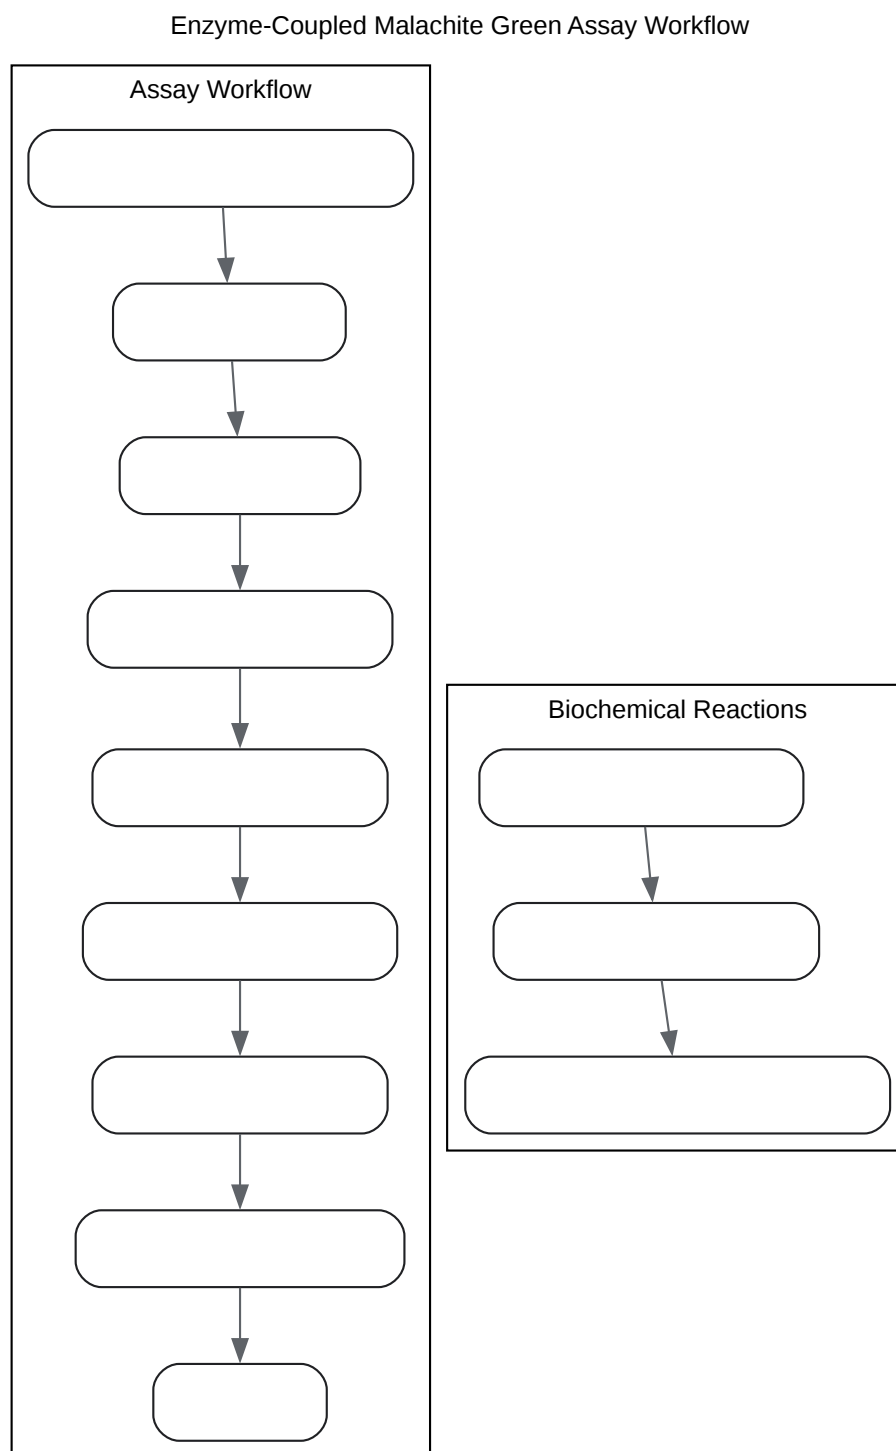 Enzyme-Coupled Malachite Green Assay Workflow
Assay Workflow
Biochemical Reactions